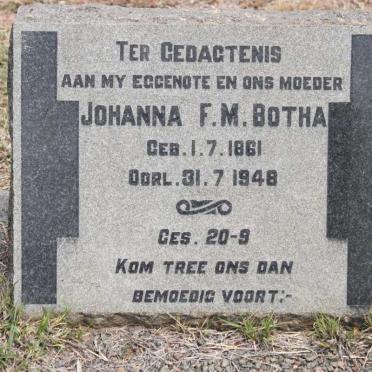 TER GEDAGTENIS
AAN MY EGGENOTE EN ONS MOEDER
JOHANNA F.M. BOTHA
GEB. 1.7.1861
OORL. 31.7 1948
GES. 20-9
KOM TREE ONS DAN
BEMOEDIG VOORT:-